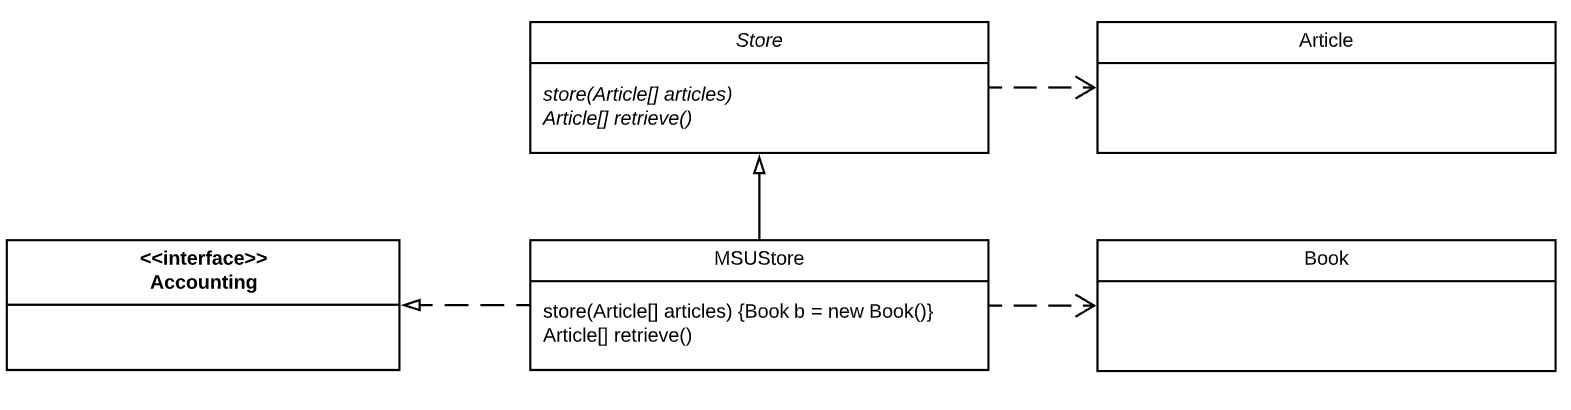 Store
store(Article[] articles)
Article[] retrieve()
Article
<<interface>>
Accounting
MSUStore
store(Article[] articles) {Book b = new Book()}
Article[] retrieve()
Book